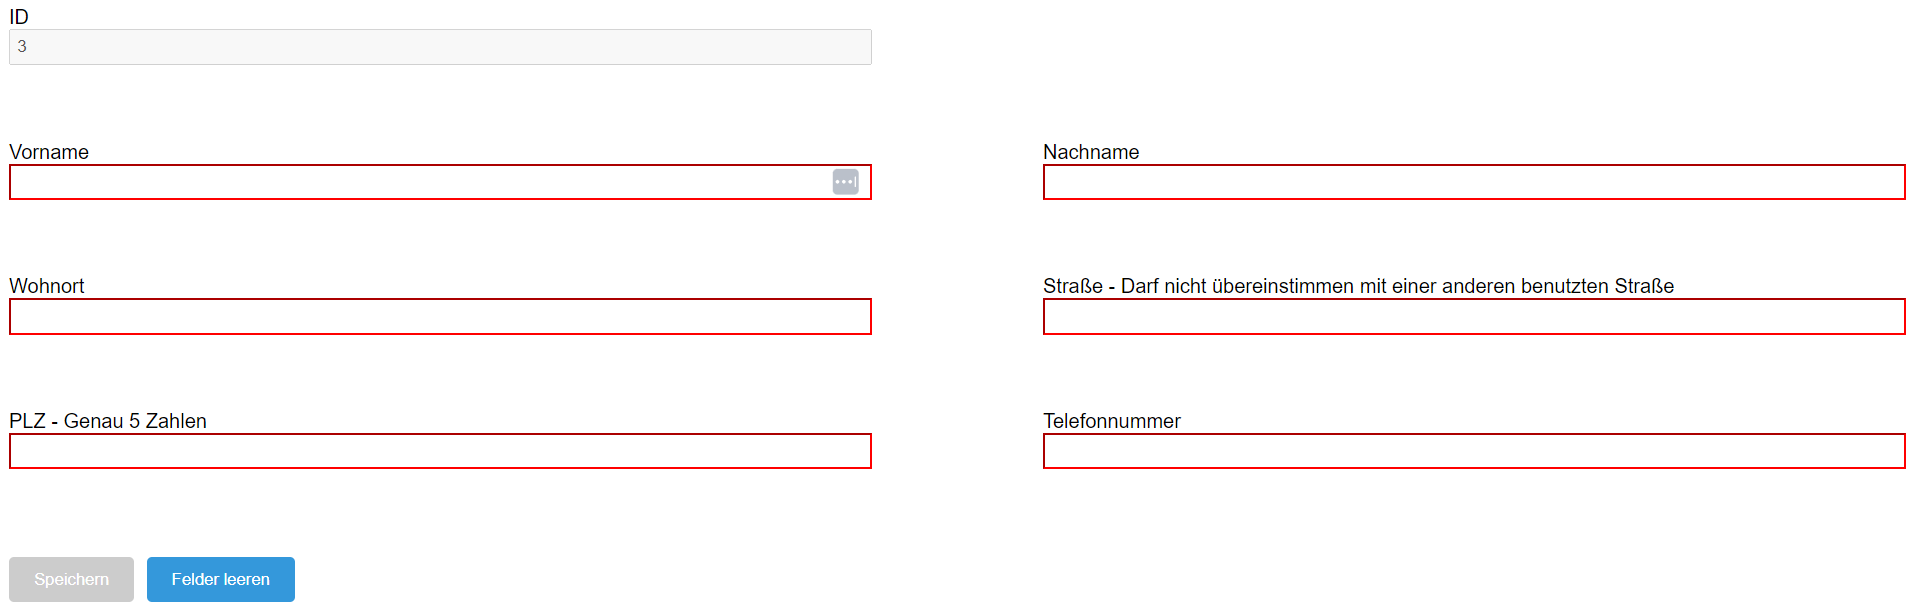 ID
3
Vorname
Nachname
Wohnort
Straße - Darf nicht übereinstimmen mit einer anderen benutzten Straße
PLZ - Genau 5 Zahlen
Telefonnummer
Speichern
Felder leeren